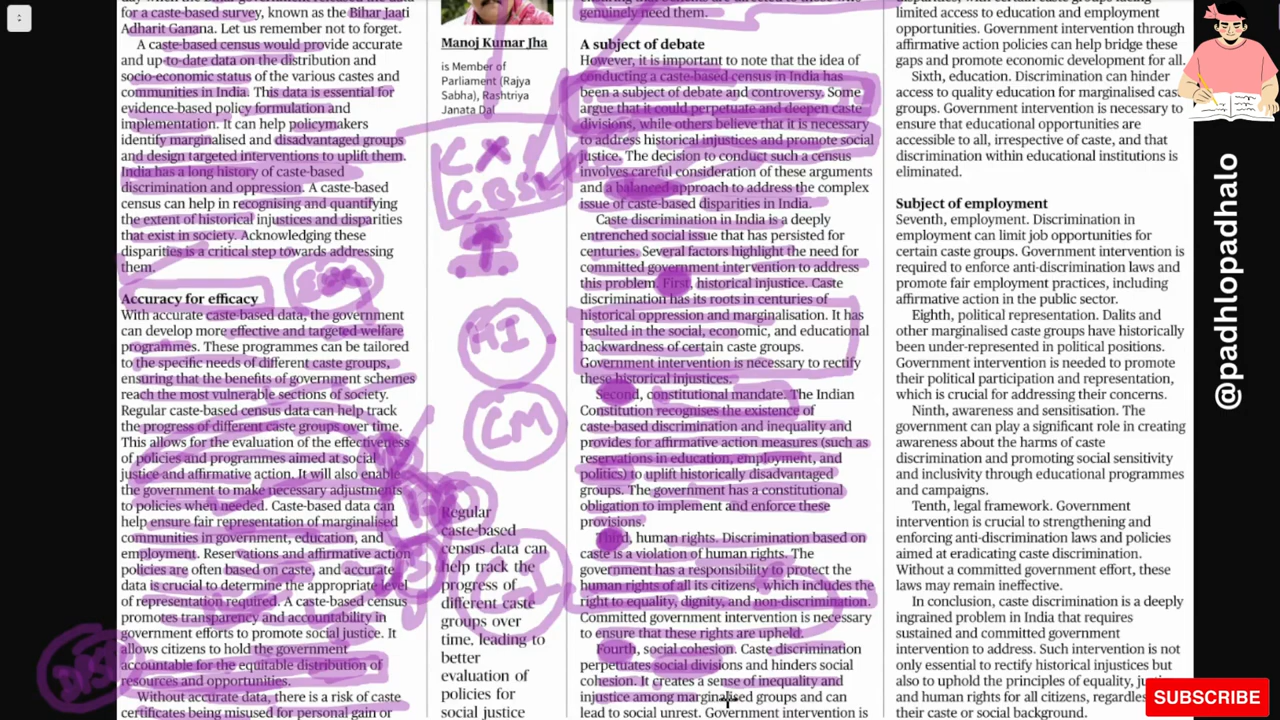 day when the Bihar government released the data
for a caste-based survey, known as the Bihar Jaati
Adharit Ganana. Let us remember not to forget.
A caste-based census would provide accurate
and up-to-date data on the distribution and
socio-economic status of the various castes and
communities in India. This data is essential for
evidence-based policy formulation and
implementation. It can help policymakers
identify marginalised and disadvantaged groups
and design targeted interventions to uplift them.
India has a long history of caste-based
discrimination and oppression. A caste-based
census can help in recognising and quantifying
the extent of historical injustices and disparities
that exist in society. Acknowledging these
disparities is a critical step towards addressing
them.
Accuracy for efficacy
With accurate caste-based data, the government
can develop more effective and targeted welfare
programmes. These programmes can be tailored
to the specific needs of different caste groups,
ensuring that the benefits of government schemes
reach the most vulnerable sections of society.
Regular caste-based census data can help track
the progress of different caste groups over time.
This allows for the evaluation of the effectiveness
of policies and programmes aimed at social
justice and affirmative action. It will also enable
the government to make necessary adjustments
to policies when needed. Caste-based data can
help ensure fair representation of marginalised
communities in government, education, and
employment. Reservations and affirmative action
policies are often based on caste, and accurate
data is crucial to determine the appropriate level
of representation required. A caste-based census
promotes transparency and accountability in
government efforts to promote social justice. It
allows citizens to hold the government
accountable for the equitable distribution of
resources and opportunities.
Without accurate data, there is a risk of caste
certificates being misused for personal gain or
Manoj Kumar Jha
is Member of
Parliament (Rajya
Sabha), Rashtriya
Janata Dal
CBS
HI
CM
SI
Regular
caste-based
census data can
help track the
progress of
different caste
groups over
time, leading to
better
evaluation of
policies for
social justice
ensuring that benefits are directed to those who
genuinely need them.
A subject of debate
However, it is important to note that the idea of
conducting a caste-based census in India has
been a subject of debate and controversy. Some
argue that it could perpetuate and deepen caste
divisions, while others believe that it is necessary
to address historical injustices and promote social
justice. The decision to conduct such a census
involves careful consideration of these arguments
and a balanced approach to address the complex
issue of caste-based disparities in India.
Caste discrimination in India is a deeply
entrenched social issue that has persisted for
centuries. Several factors highlight the need for
committed government intervention to address
this problem. First, historical injustice. Caste
discrimination has its roots in centuries of
historical oppression and marginalisation. It has
resulted in the social, economic, and educational
backwardness of certain caste groups.
Government intervention is necessary to rectify
these historical injustices.
Second, constitutional mandate. The Indian
Constitution recognises the existence of
caste-based discrimination and inequality and
provides for affirmative action measures (such as
reservations in education, employment, and
politics) to uplift historically disadvantaged
groups. The government has a constitutional
obligation to implement and enforce these
provisions.
Third, human rights. Discrimination based on
caste is a violation of human rights. The
government has a responsibility to protect the
human rights of all its citizens, which includes the
right to equality, dignity, and non-discrimination.
Committed government intervention is necessary
to ensure that these rights are upheld.
Fourth, social cohesion. Caste discrimination
perpetuates social divisions and hinders social
cohesion. It creates a sense of inequality and
injustice among marginalised groups and can
lead to social unrest. Government intervention is
limited access to education and employment
opportunities. Government intervention through
affirmative action policies can help bridge these
gaps and promote economic development for all.
Sixth, education. Discrimination can hinder
access to quality education for marginalised cas
groups. Government intervention is necessary to
ensure that educational opportunities are
accessible to all, irrespective of caste, and that
discrimination within educational institutions is
eliminated.
Subject of employment
Seventh, employment. Discrimination in
employment can limit job opportunities for
certain caste groups. Government intervention is
required to enforce anti-discrimination laws and
promote fair employment practices, including
affirmative action in the public sector.
Eighth, political representation. Dalits and
other marginalised caste groups have historically
been under-represented in political positions.
Government intervention is needed to promote
their political participation and representation,
which is crucial for addressing their concerns.
Ninth, awareness and sensitisation. The
government can play a significant role in creating
awareness about the harms of caste
discrimination and promoting social sensitivity
and inclusivity through educational programmes
and campaigns.
Tenth, legal framework. Government
intervention is crucial to strengthening and
enforcing anti-discrimination laws and policies
aimed at eradicating caste discrimination.
Without a committed government effort, these
laws may remain ineffective.
In conclusion, caste discrimination is a deeply
ingrained problem in India that requires
sustained and committed government
intervention to address. Such intervention is not
only essential to rectify historical injustices but
also to uphold the principles of equality,
and human rights for all citizens,
their caste or social background.
@padhlopadhalo
SUBSCRIBE